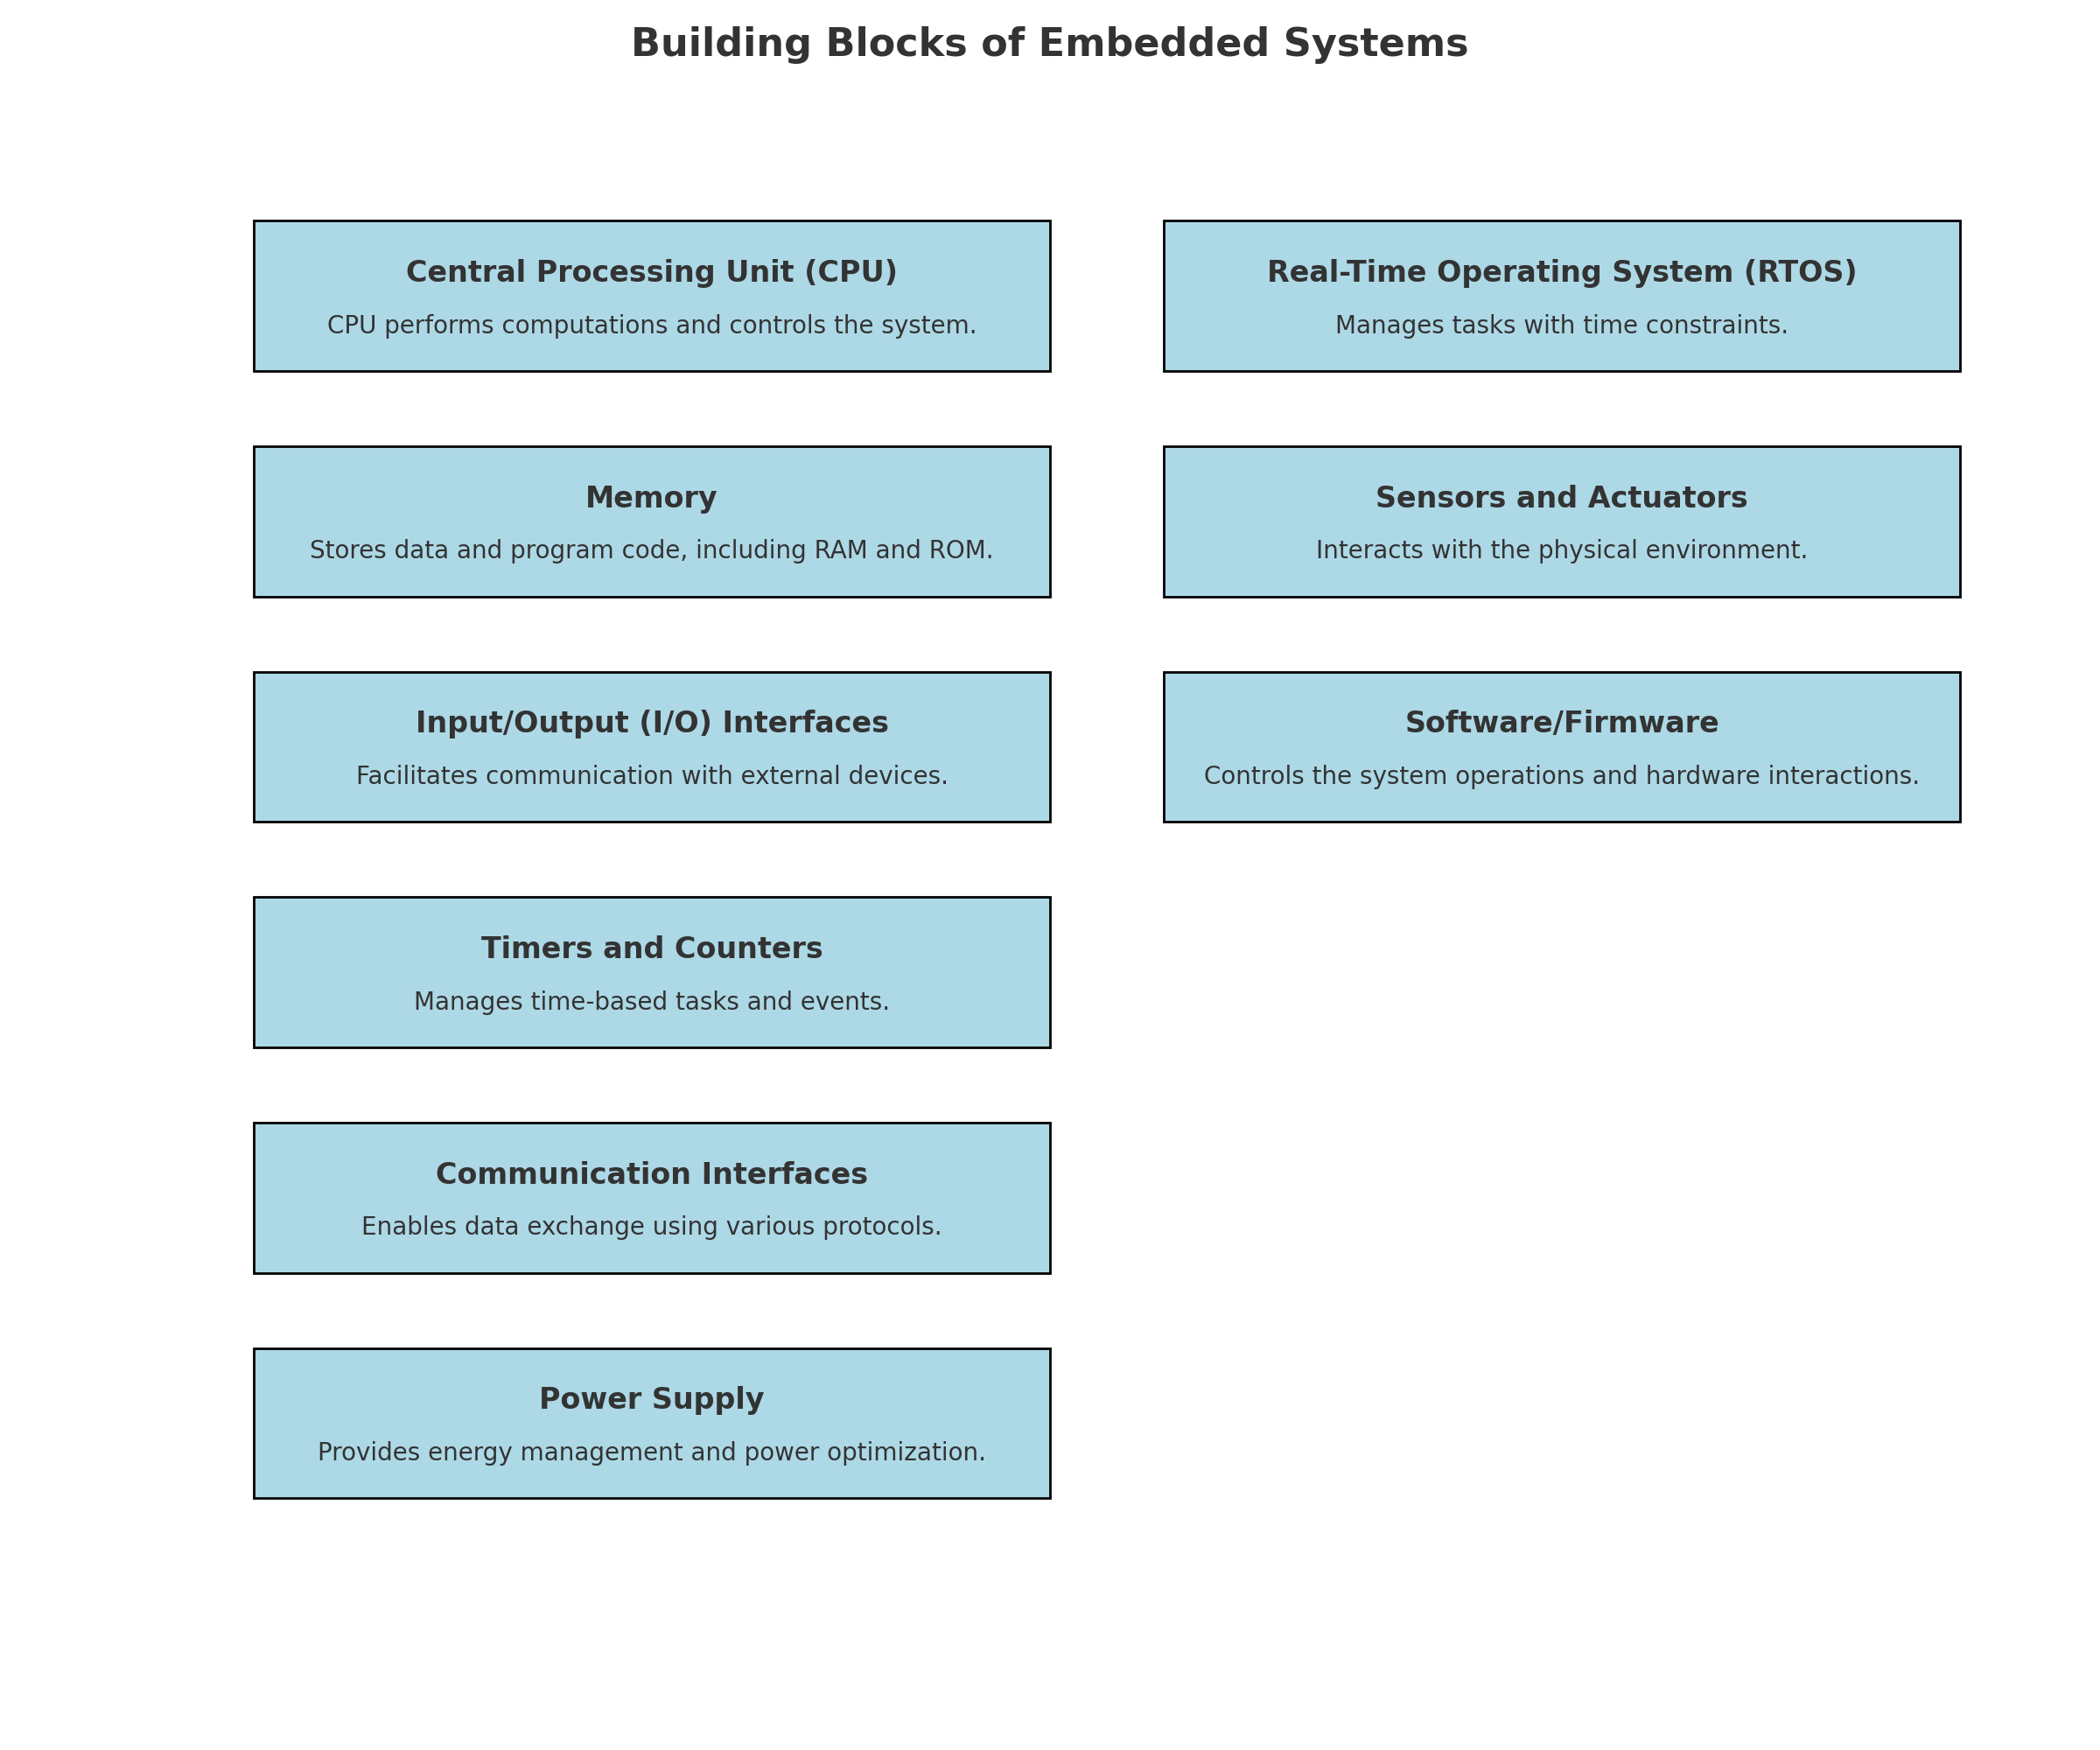 Building Blocks of Embedded Systems
Central Processing Unit (CPU)
CPU performs computations and controls the system.
Memory
Stores data and program code, including RAM and ROM.
Input/Output (I/O) Interfaces
Facilitates communication with external devices.
Timers and Counters
Manages time-based tasks and events.
Communication Interfaces
Enables data exchange using various protocols.
Power Supply
Provides energy management and power optimization.
Real-Time Operating System (RTOS)
Manages tasks with time constraints.
Sensors and Actuators
Interacts with the physical environment.
Software/Firmware
Controls the system operations and hardware interactions.